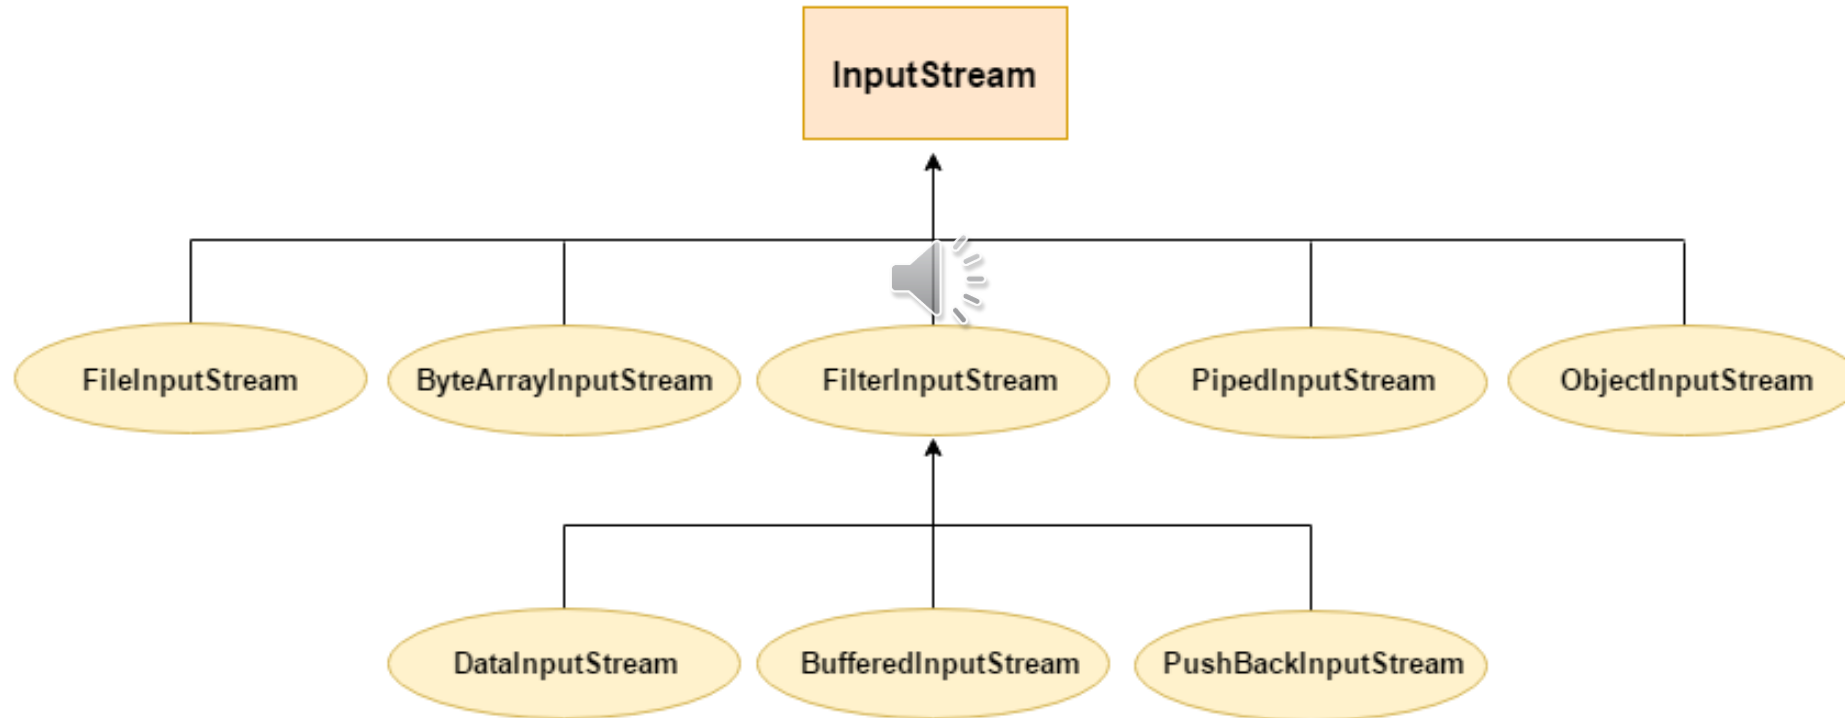 InputStream
FileInputStream
ByteArrayInputStream
FilterInputStream
PipedInputStream
ObjectInputStream
DataInputStream
BufferedInputStream
PushBackInputStream